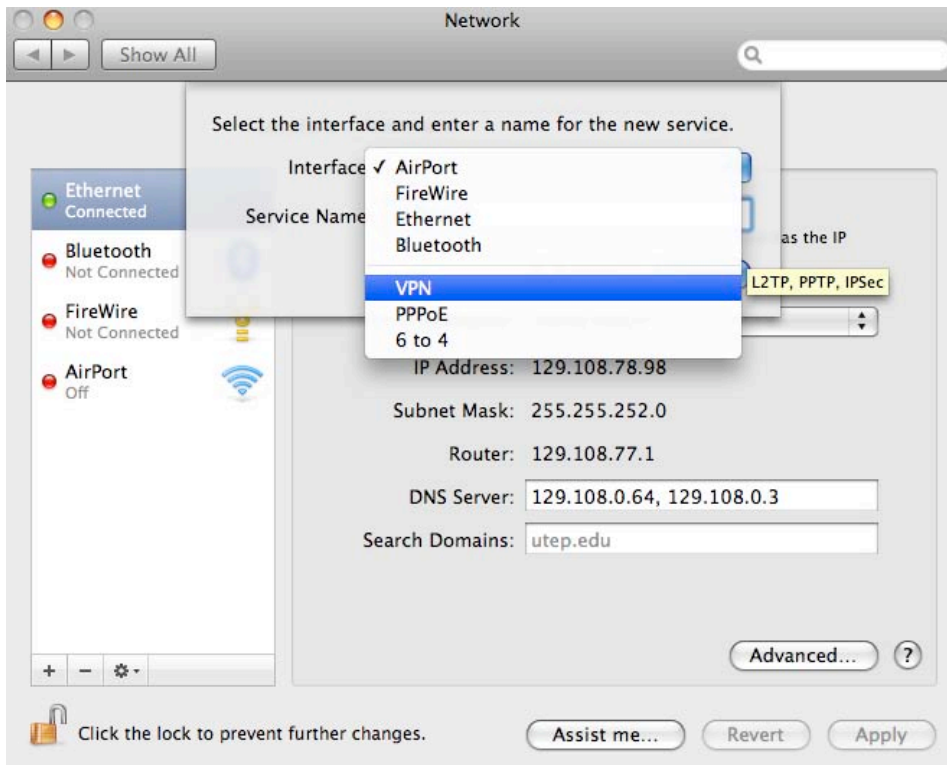 Network
Show All
Select the interface and enter a name for the new service.
Interface ✓ AirPort
FireWire
Service Name
Ethernet
Bluetooth
VPN
L2TP, PPTP, IPSec
PPPoE
6 to 4
as the IP
Ethernet
Connected
Bluetooth
Not Connected
FireWire
Not Connected
AirPort
Off
IP Address: 129.108.78.98
Subnet Mask: 255.255.252.0
Router: 129.108.77.1
DNS Server: 129.108.0.64, 129.108.0.3
Search Domains: utep.edu
Advanced... ?
Click the lock to prevent further changes.
Assist me... Revert Apply